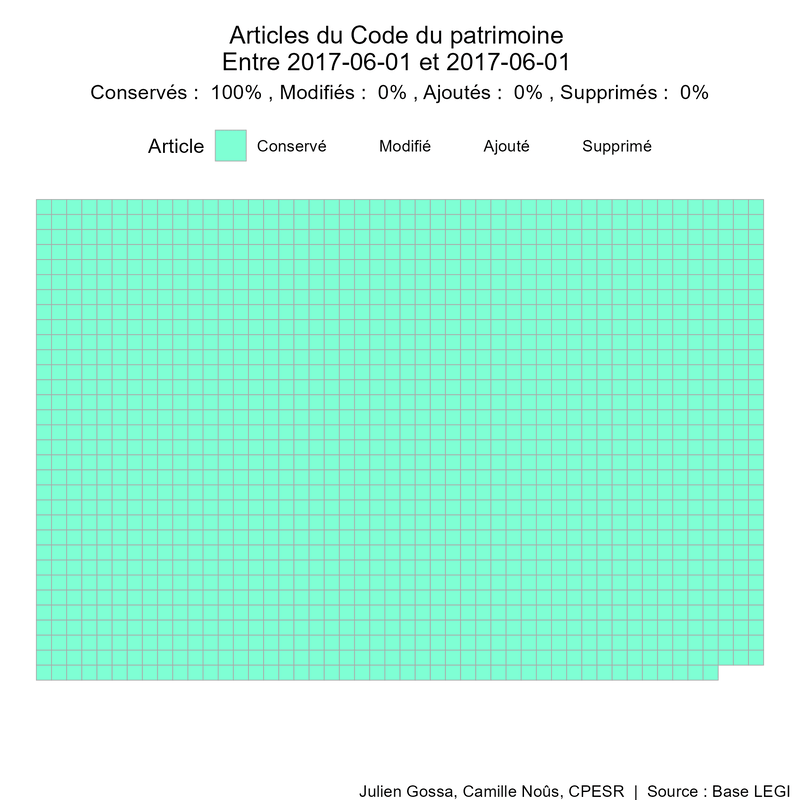 Articles du Code du patrimoine
Entre 2017-06-01 et 2017-06-01
Conservés : 100% , Modifiés : 0% , Ajoutés : 0% , Supprimés : 0%
Article Conservé Modifié Ajouté Supprimé
Julien Gossa, Camille Noûs, CPESR | Source : Base LEGI